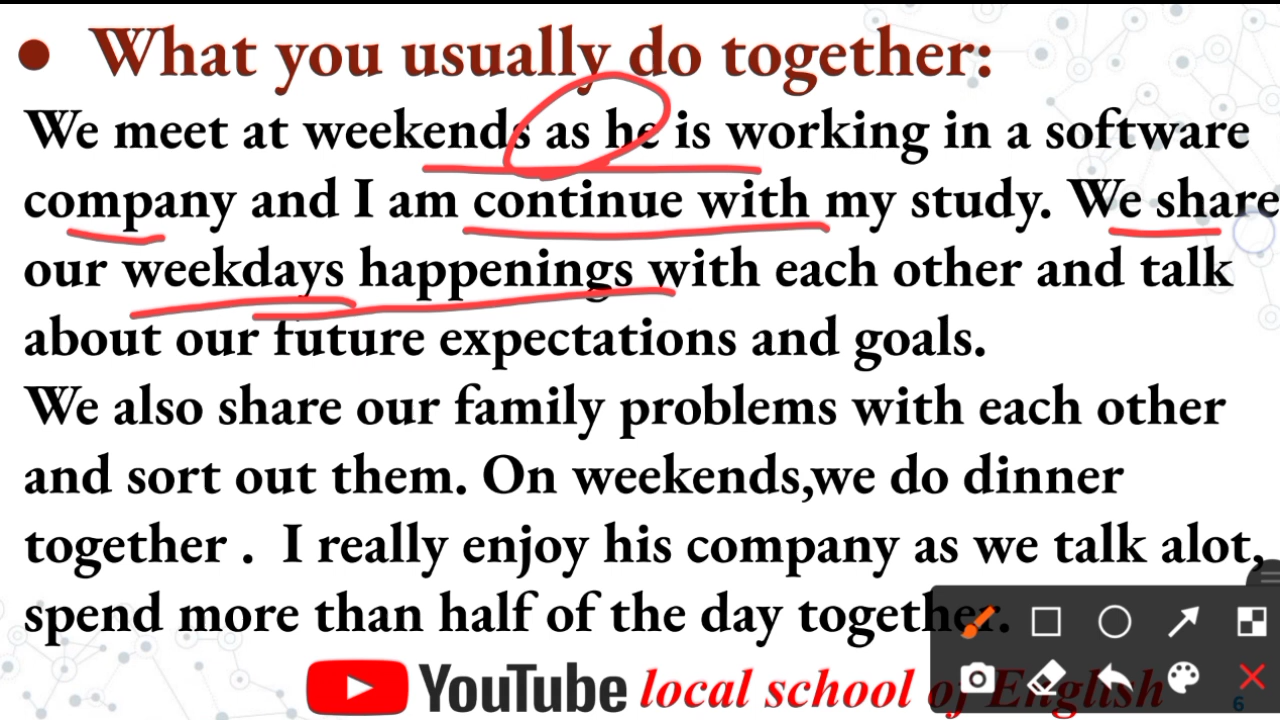 • What you usually do together:
We meet at weekends as he is working in a software
company and I am continue with my study. We share
our weekdays happenings with each other and talk
about our future expectations and goals.
We also share our family problems with each other
and sort out them. On weekends,we do dinner
together . I really enjoy his company as we talk alot,
spend more than half of the day together.
YouTube local school of English
6